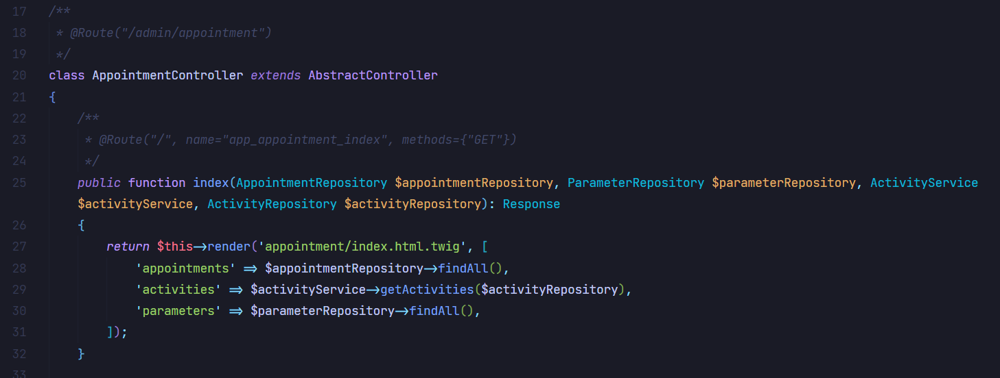 17 /**
18  * @Route("/admin/appointment")
19  */
20 class AppointmentController extends AbstractController
21 {
22     /**
23      * @Route("/", name="app_appointment_index", methods={"GET"})
24      */
25     public function index(AppointmentRepository $appointmentRepository, ParameterRepository $parameterRepository, ActivityService
    $activityService, ActivityRepository $activityRepository): Response
26     {
27         return $this->render('appointment/index.html.twig', [
28             'appointments' => $appointmentRepository->findAll(),
29             'activities' => $activityService->getActivities($activityRepository),
30             'parameters' => $parameterRepository->findAll(),
31         ]);
32     }
33